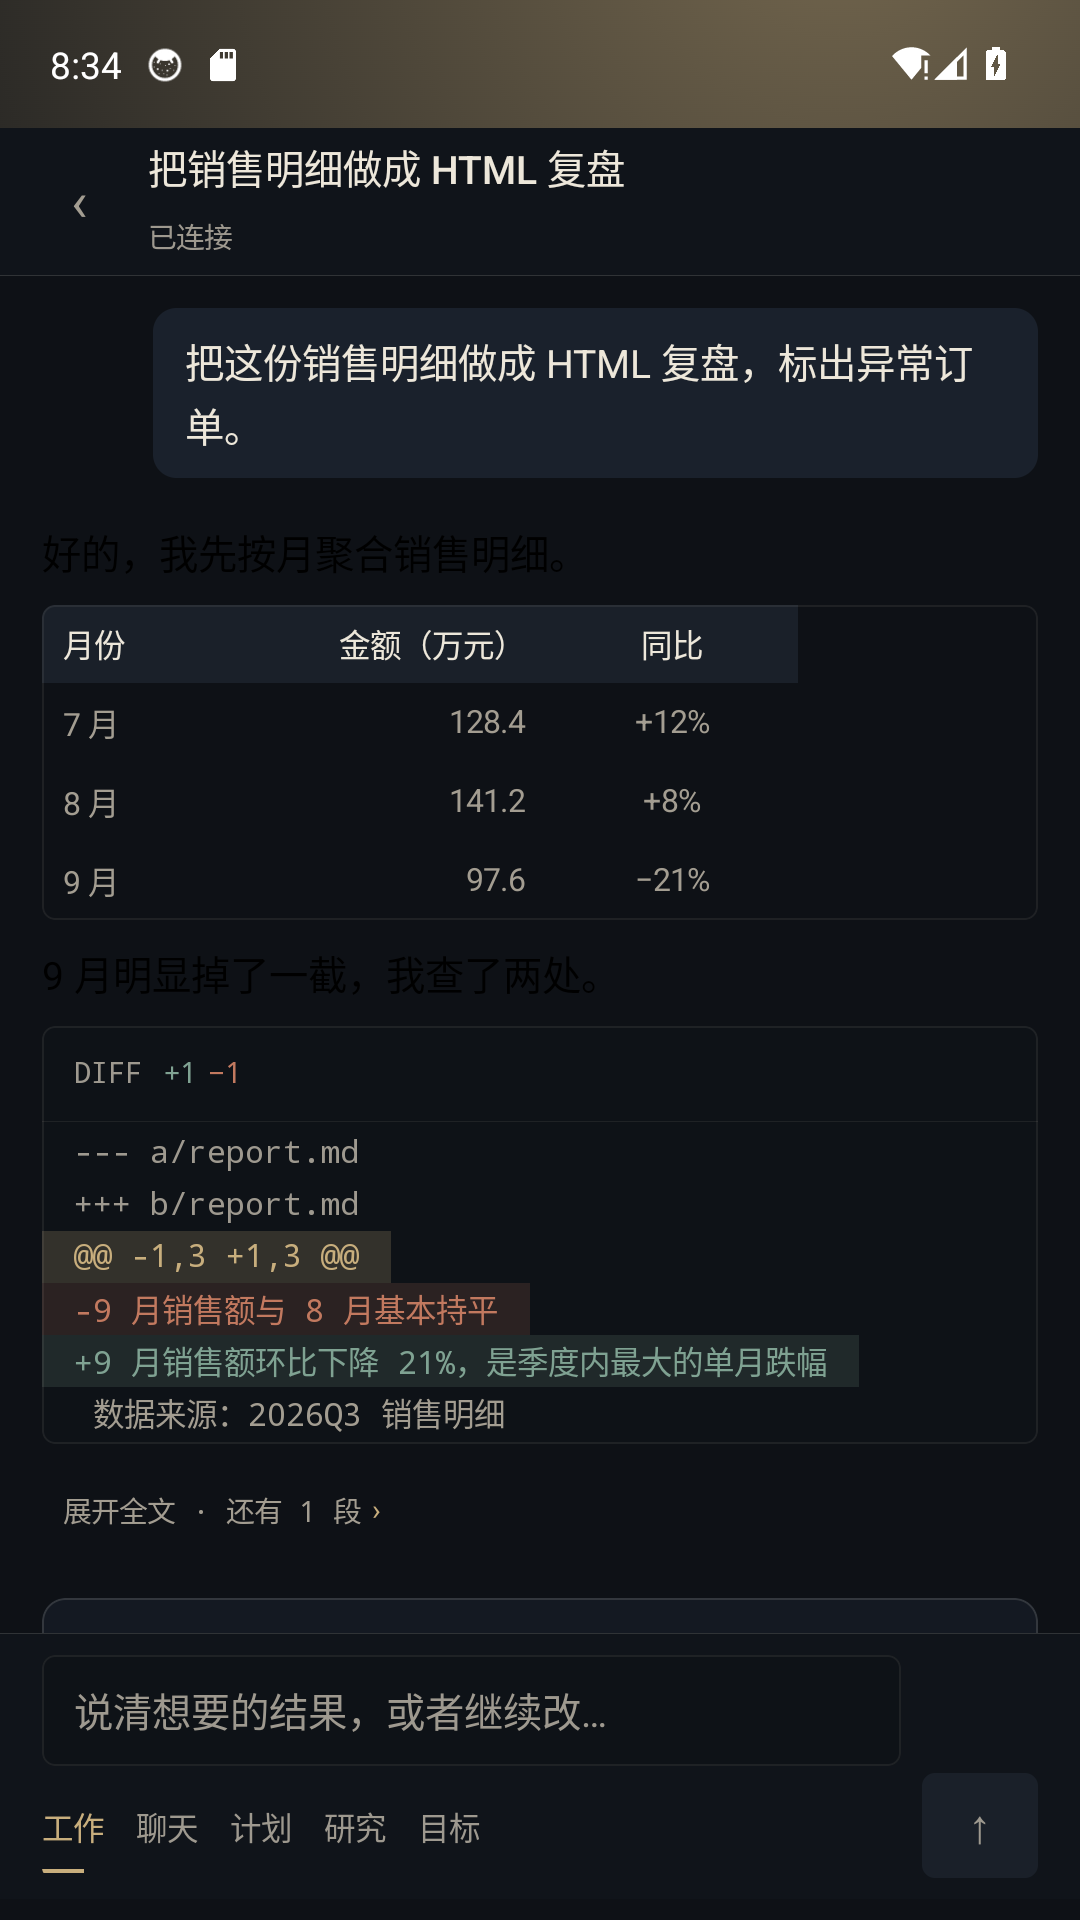 8:34
‹
把销售明细做成 HTML 复盘
已连接
把这份销售明细做成 HTML 复盘，标出异常订
单。
好的，我先按月聚合销售明细。
月份 金额（万元） 同比
7 月 128.4 +12%
8 月 141.2 +8%
9 月 97.6 −21%
9 月明显掉了一截，我查了两处。
DIFF +1 −1
--- a/report.md
+++ b/report.md
@@ -1,3 +1,3 @@
-9 月销售额与 8 月基本持平
+9 月销售额环比下降 21%，是季度内最大的单月跌幅
数据来源：2026Q3 销售明细
展开全文 · 还有 1 段 ›
说清想要的结果，或者继续改…
工作 聊天 计划 研究 目标
↑